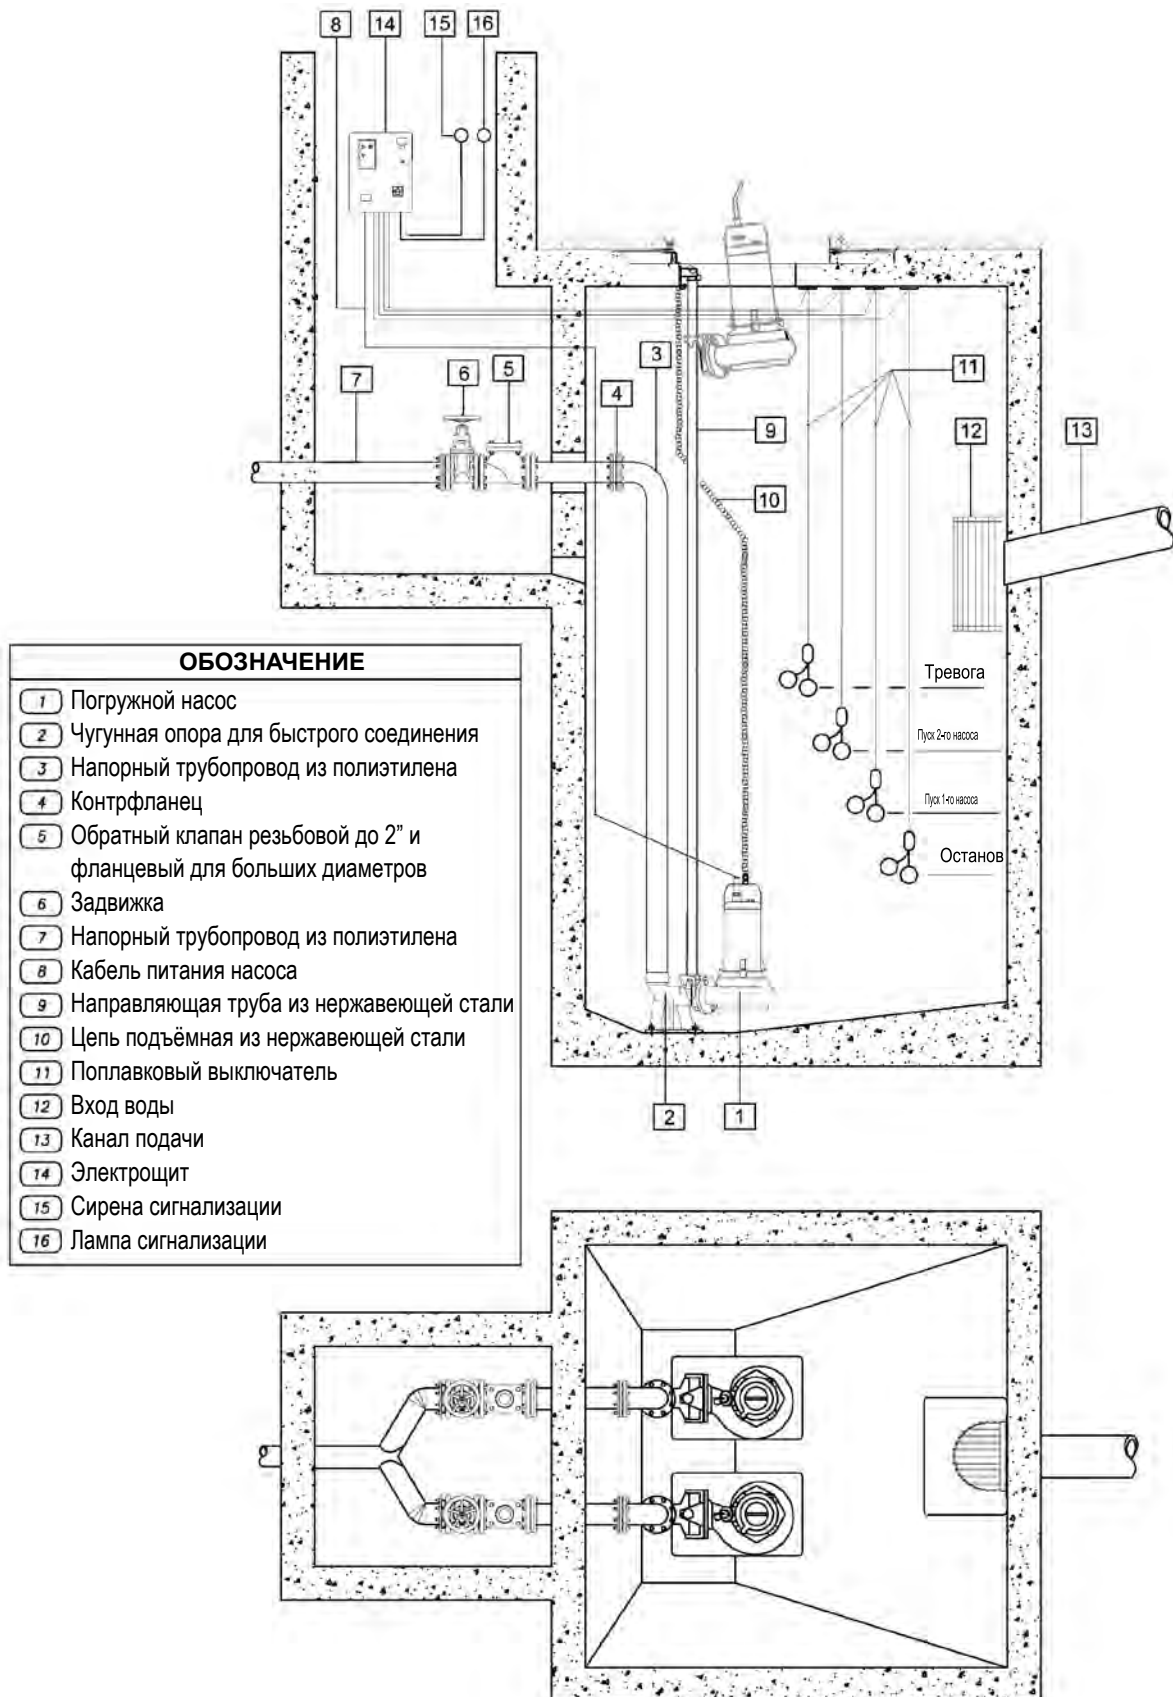 8 14 15 16
3
7 6 5 4 11
9 12 13
10
ОБОЗНАЧЕНИЕ
1 Погружной насос
2 Чугунная опора для быстрого соединения
3 Напорный трубопровод из полиэтилена
4 Контрфланец
5 Обратный клапан резьбовой до 2” и
фланцевый для больших диаметров
6 Задвижка
7 Напорный трубопровод из полиэтилена
8 Кабель питания насоса
9 Направляющая труба из нержавеющей стали
10 Цепь подъёмная из нержавеющей стали
11 Поплавковый выключатель
12 Вход воды
13 Канал подачи
14 Электрощит
15 Сирена сигнализации
16 Лампа сигнализации
Тревога
Пуск 2-го насоса
Пуск 1-го насоса
Останов
2 1